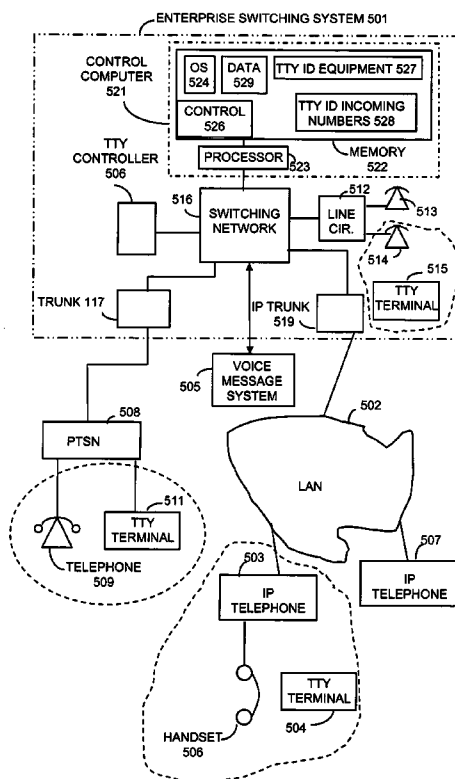 ENTERPRISE SWITCHING SYSTEM 501
CONTROL
COMPUTER
521
OS
524
DATA
529
TTY ID EQUIPMENT 527
CONTROL
526
TTY ID INCOMING
NUMBERS 528
PROCESSOR
523
MEMORY
522
TTY
CONTROLLER
506
516
SWITCHING
NETWORK
512
LINE
CIR.
513
514
515
TTY
TERMINAL
TRUNK 117
IP TRUNK
519
505
VOICE
MESSAGE
SYSTEM
508
PTSN
502
LAN
511
TTY
TERMINAL
TELEPHONE
509
507
IP
TELEPHONE
503
IP
TELEPHONE
TTY
TERMINAL
504
HANDSET
506